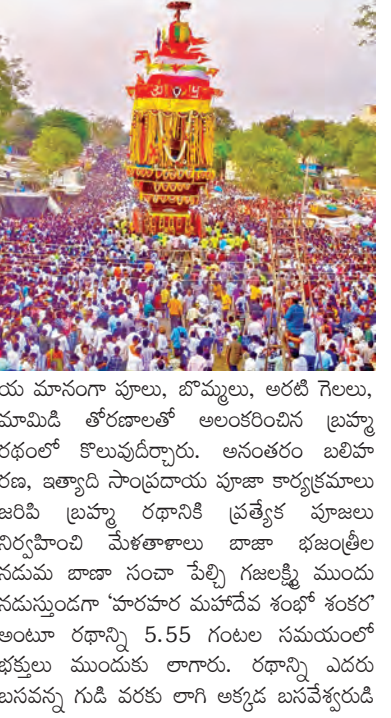 య మానంగా పూలు, బొమ్మలు, అరటి గెలలు,
మామిడి తోరణాలతో అలంకరించిన బ్రహ్మ
రథంలో కొలువుదీర్చారు. అనంతరం బలిహ
రణ, ఇత్యాది సాంప్రదాయ పూజా కార్యక్రమాలు
జరిపి బ్రహ్మ రథానికి ప్రత్యేక పూజలు
నిర్వహించి మేళతాళాలు బాజా భజంత్రీల
నడుమ బాణా సంచా పేల్చి గజలక్ష్మి ముందు
నడుస్తుండగా ‘హరహర మహాదేవ శంభో శంకర’
అంటూ రథాన్ని 5.55 గంటల సమయంలో
భక్తులు ముందుకు లాగారు. రథాన్ని ఎదరు
బసవన్న గుడి వరకు లాగి అక్కడ బసవేశ్వరుడి